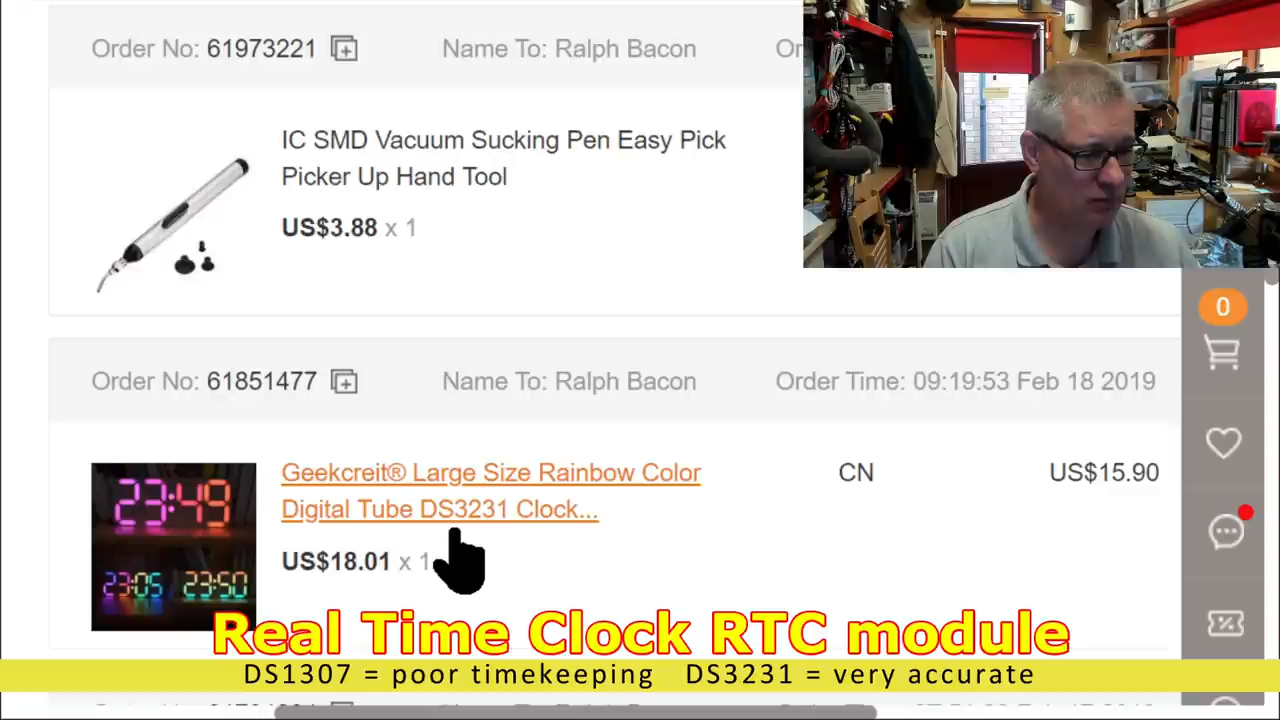 Order No: 61973221 Name To: Ralph Bacon
IC SMD Vacuum Sucking Pen Easy Pick
Picker Up Hand Tool
US$3.88 x 1
0
Order No: 61851477 Name To: Ralph Bacon Order Time: 09:19:53 Feb 18 2019
23:49
23:05 23:50
Geekcreit® Large Size Rainbow Color
Digital Tube DS3231 Clock...
CN
US$15.90
US$18.01 x 1
Real Time Clock RTC module
DS1307 = poor timekeeping DS3231 = very accurate